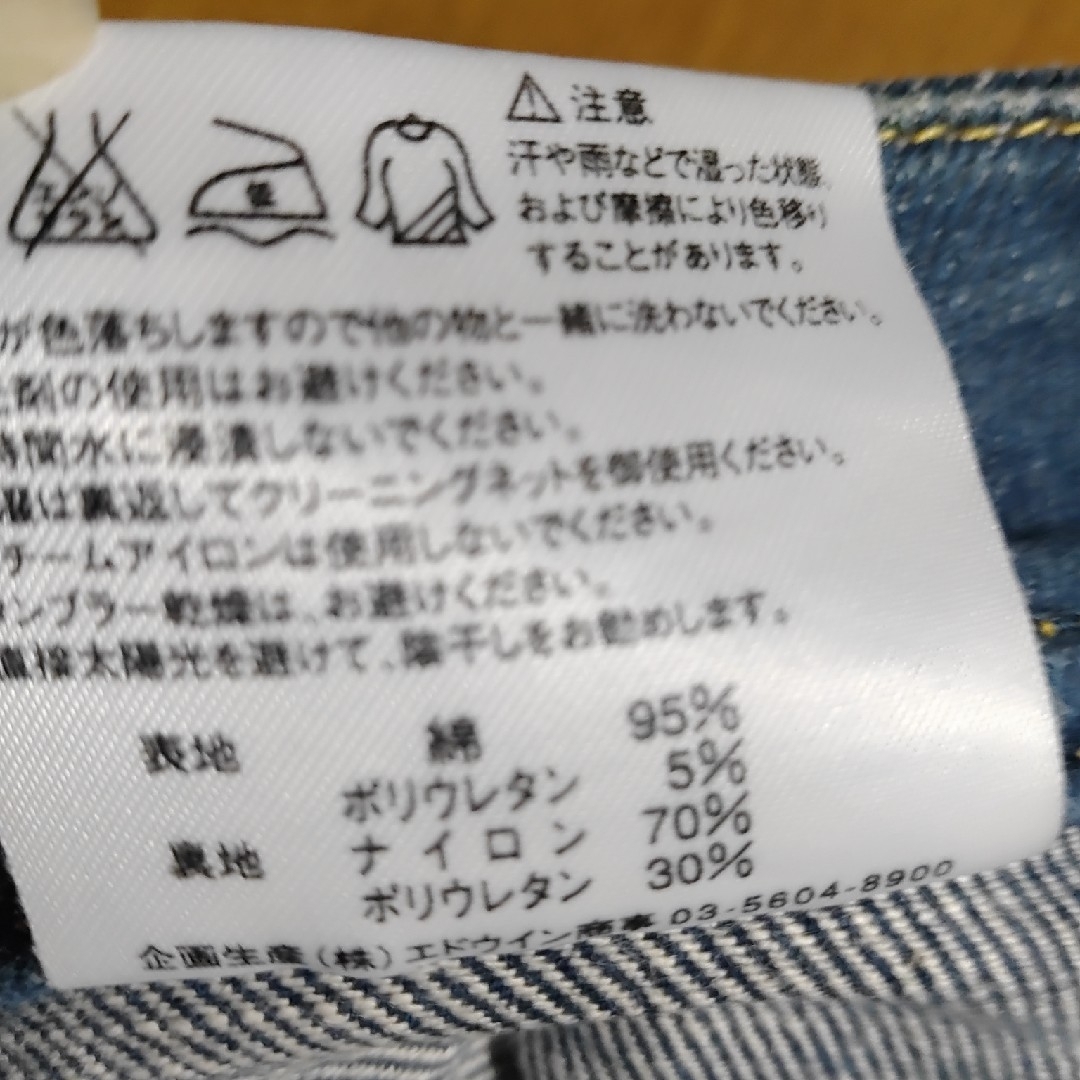 注意
汗や雨などで湿った状態、
および摩擦により色移り
することがあります。
エンソ
サラシ
低
が色落ちしますので他の物と一緒に洗わないでください。
剤の使用はお避けください。
時間水に浸漬しないでください。
濯は裏返してクリーニングネットを御使用ください。
チームアイロンは使用しないでください。
ンブラー乾燥は、お避けください。
直接太陽光を避けて、陰干しをお勧めします。
表地 綿 95%
ポリウレタン 5%
裏地 ナイロン 70%
ポリウレタン 30%
企画生産(株)エドウイン商事 03-5604-8900